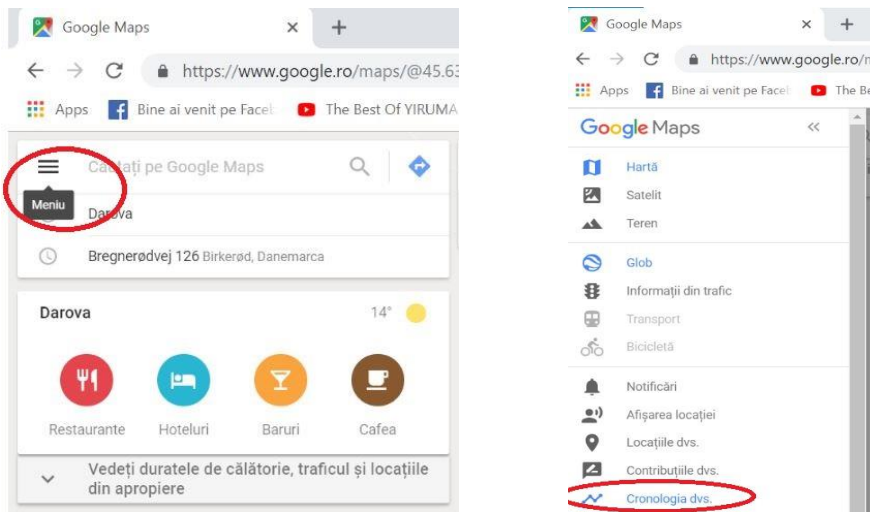 Google Maps
https://www.google.ro/maps/@45.63
Apps
Bine ai venit pe Faceb
The Best Of YIRUMA
Căutați pe Google Maps
Meniu
Darova
Bregnerødvej 126 Birkerød, Danemarca
Darova
14°
Restaurante
Hoteluri
Baruri
Cafea
Vedeți duratele de călătorie, traficul și locațiile
din apropiere
Google Maps
https://www.google.ro/m
Apps
Bine ai venit pe Faceb
The Be
Google Maps
Hartă
Satelit
Teren
Glob
Informații din trafic
Transport
Bicicletă
Notificări
Afișarea locației
Locațiile dvs.
Contribuțiile dvs.
Cronologia dvs.